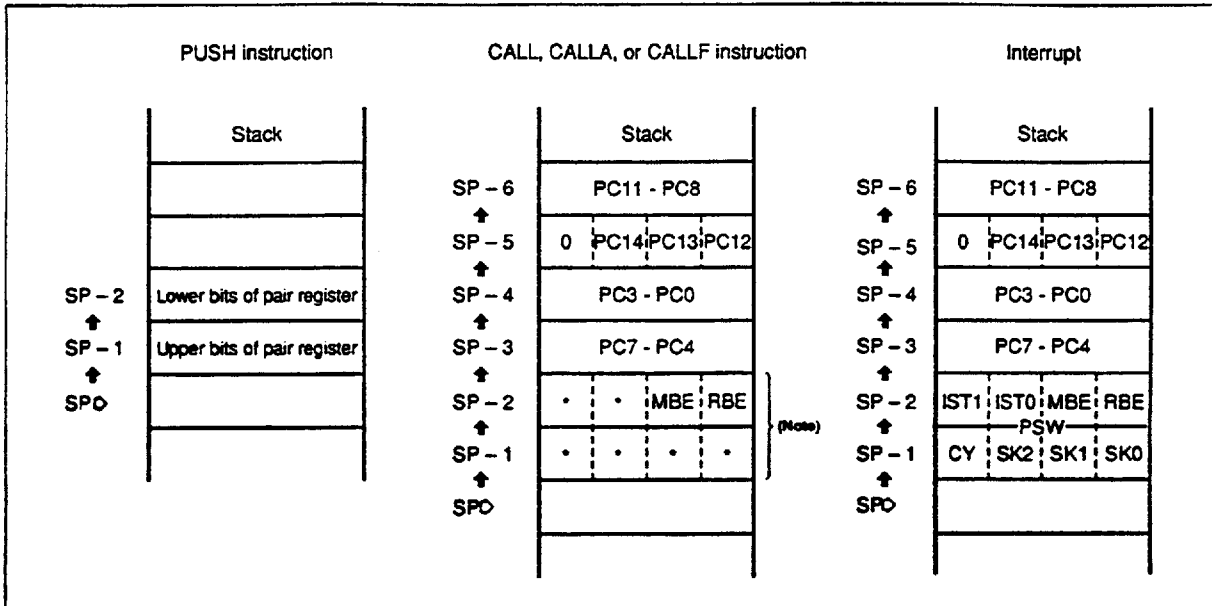 PUSH instruction
Stack
SP – 2 Lower bits of pair register
SP – 1 Upper bits of pair register
SP
CALL, CALLA, or CALLF instruction
Stack
SP – 6 PC11 - PC8
SP – 5 0 PC14 PC13 PC12
SP – 4 PC3 - PC0
SP – 3 PC7 - PC4
SP – 2 * * MBE RBE
(Note)
SP – 1 * * * *
SP
Interrupt
Stack
SP – 6 PC11 - PC8
SP – 5 0 PC14 PC13 PC12
SP – 4 PC3 - PC0
SP – 3 PC7 - PC4
SP – 2 IST1 IST0 MBE RBE
PSW
SP – 1 CY SK2 SK1 SK0
SP